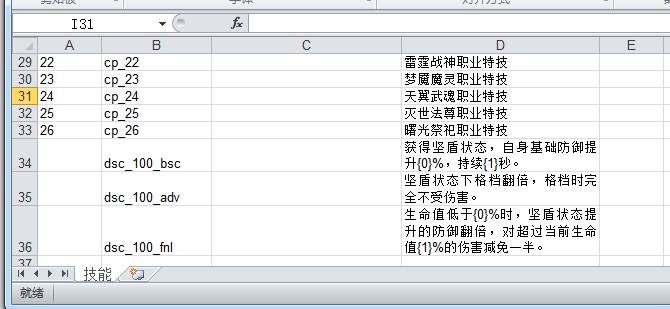 I31 fx
A B C D E
29 22 cp_22 雷霆战神职业特技
30 23 cp_23 梦魇魔灵职业特技
31 24 cp_24 天翼武魂职业特技
32 25 cp_25 灭世法尊职业特技
33 26 cp_26 曙光祭祀职业特技
获得坚盾状态，自身基础防御提
34 dsc_100_bsc 升{0}%，持续{1}秒。
坚盾状态下格档翻倍，格档时完
35 dsc_100_adv 全不受伤害。
生命值低于{0}%时，坚盾状态提
升的防御翻倍，对超过当前生命
36 dsc_100_fnl 值{1}%的伤害减免一半。
37
技能
就绪